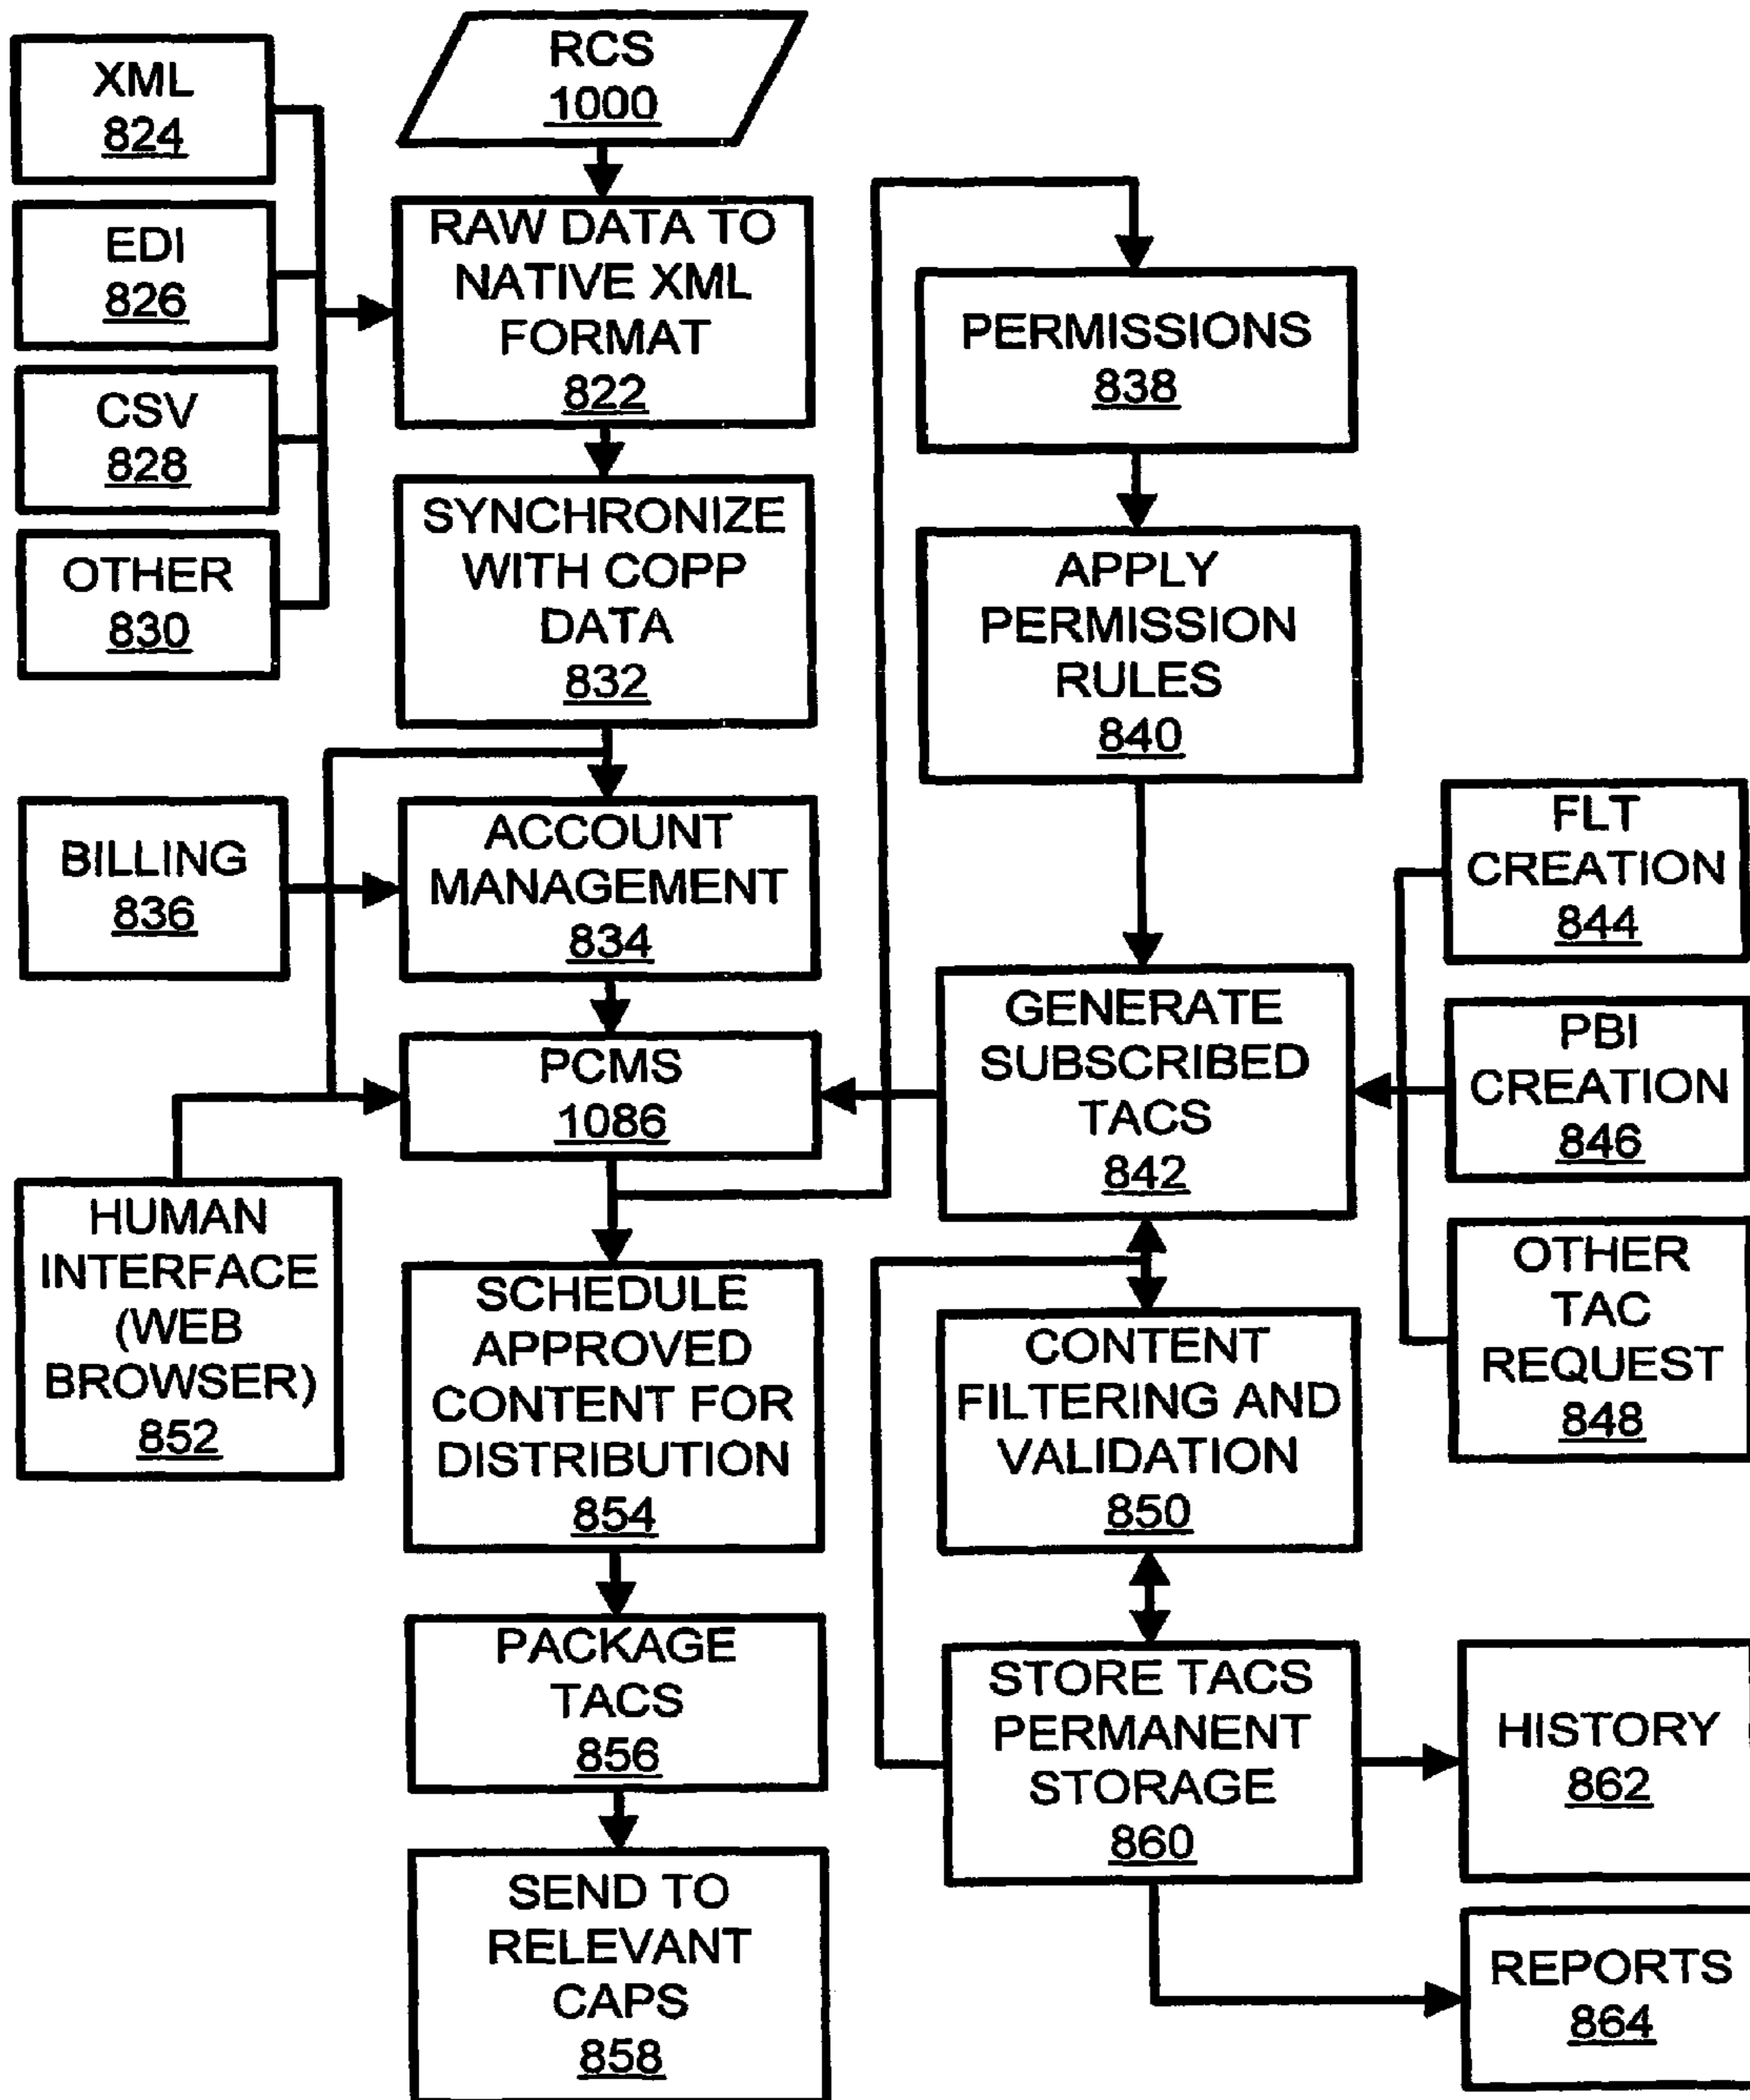 XML
824
EDI
826
CSV
828
OTHER
830
RCS
1000
RAW DATA TO
NATIVE XML
FORMAT
822
SYNCHRONIZE
WITH COPP
DATA
832
BILLING
836
ACCOUNT
MANAGEMENT
834
PCMS
1086
HUMAN
INTERFACE
(WEB
BROWSER)
852
SCHEDULE
APPROVED
CONTENT FOR
DISTRIBUTION
854
PACKAGE
TACS
856
SEND TO
RELEVANT
CAPS
858
PERMISSIONS
838
APPLY
PERMISSION
RULES
840
GENERATE
SUBSCRIBED
TACS
842
FLT
CREATION
844
PBI
CREATION
846
OTHER
TAC
REQUEST
848
CONTENT
FILTERING AND
VALIDATION
850
STORE TACS
PERMANENT
STORAGE
860
HISTORY
862
REPORTS
864